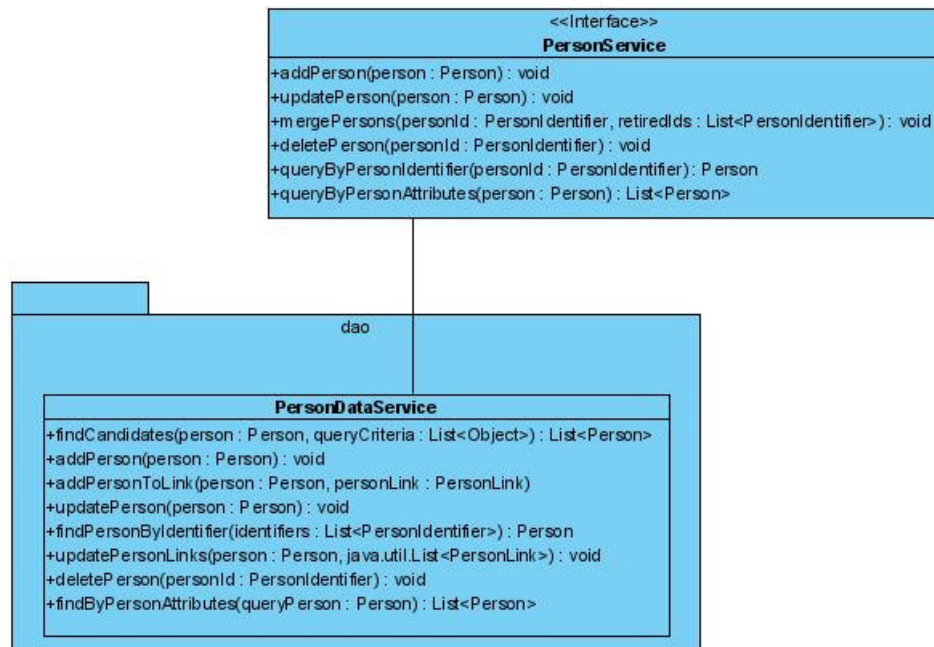 <<Interface>>
PersonService
+addPerson(person : Person) : void
+updatePerson(person : Person) : void
+mergePersons(personId : PersonIdentifier, retiredIds : List<PersonIdentifier>) : void
+deletePerson(personId : PersonIdentifier) : void
+queryByPersonIdentifier(personId : PersonIdentifier) : Person
+queryByPersonAttributes(person : Person) : List<Person>
dao
PersonDataService
+findCandidates(person : Person, queryCriteria : List<Object>) : List<Person>
+addPerson(person : Person) : void
+addPersonToLink(person : Person, personLink : PersonLink)
+updatePerson(person : Person) : void
+findPersonByIdentifier(identifiers : List<PersonIdentifier>) : Person
+updatePersonLinks(person : Person, java.util.List<PersonLink>) : void
+deletePerson(personId : PersonIdentifier) : void
+findByPersonAttributes(queryPerson : Person) : List<Person>